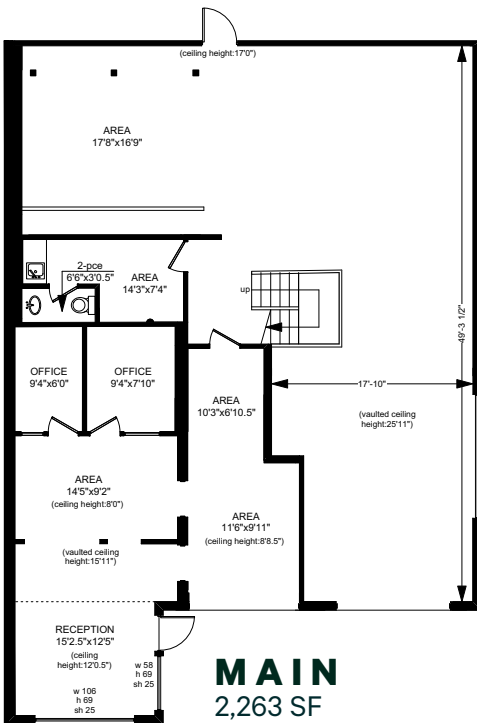 (ceiling height:17'0")
AREA
17'8"x16'9"
2-pce
6'6"x3'0.5"
AREA
14'3"x7'4"
up
49'-3 1/2"
OFFICE
9'4"x6'0"
OFFICE
9'4"x7'10"
AREA
10'3"x6'10.5"
17'-10"
(vaulted ceiling
height:25'11")
AREA
14'5"x9'2"
(ceiling height:8'0")
AREA
11'6"x9'11"
(ceiling height:8'8.5")
(vaulted ceiling
height:15'11")
RECEPTION
15'2.5"x12'5"
(ceiling
height:12'0.5")
w 58
h 69
sh 25
w 106
h 69
sh 25
MAIN
2,263 SF